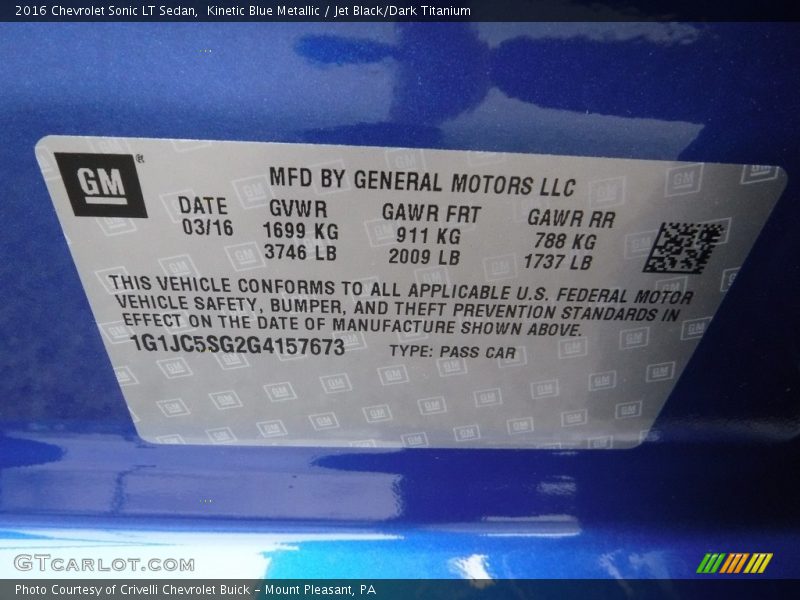 2016 Chevrolet Sonic LT Sedan, Kinetic Blue Metallic / Jet Black/Dark Titanium
GM®
MFD BY GENERAL MOTORS LLC
DATE GVWR GAWR FRT GAWR RR
03/16 1699 KG 911 KG 788 KG
3746 LB 2009 LB 1737 LB
THIS VEHICLE CONFORMS TO ALL APPLICABLE U.S. FEDERAL MOTOR
VEHICLE SAFETY, BUMPER, AND THEFT PREVENTION STANDARDS IN
EFFECT ON THE DATE OF MANUFACTURE SHOWN ABOVE.
1G1JC5SG2G4157673 TYPE: PASS CAR
GTCARLOT.COM
Photo Courtesy of Crivelli Chevrolet Buick - Mount Pleasant, PA